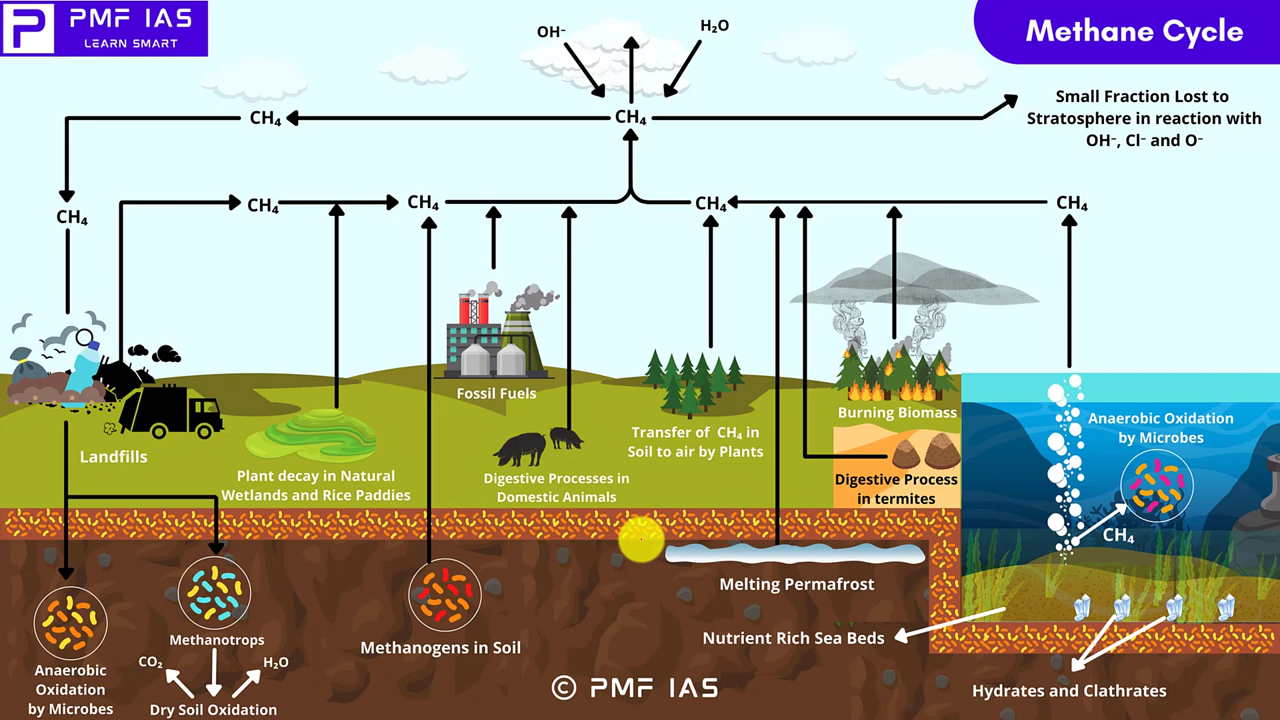 PMF IAS
LEARN SMART
Methane Cycle
OH⁻
H₂O
Small Fraction Lost to
Stratosphere in reaction with
OH⁻, Cl⁻ and O⁻
CH₄
CH₄
CH₄
CH₄
CH₄
CH₄
CH₄
Fossil Fuels
Burning Biomass
Anaerobic Oxidation
by Microbes
Landfills
Transfer of CH₄ in
Soil to air by Plants
Plant decay in Natural
Wetlands and Rice Paddies
Digestive Processes in
Domestic Animals
Digestive Process
in termites
CH₄
Melting Permafrost
Methanotrops
Methanogens in Soil
Nutrient Rich Sea Beds
CO₂
H₂O
Anaerobic
Oxidation
by Microbes
Dry Soil Oxidation
© PMF IAS
Hydrates and Clathrates